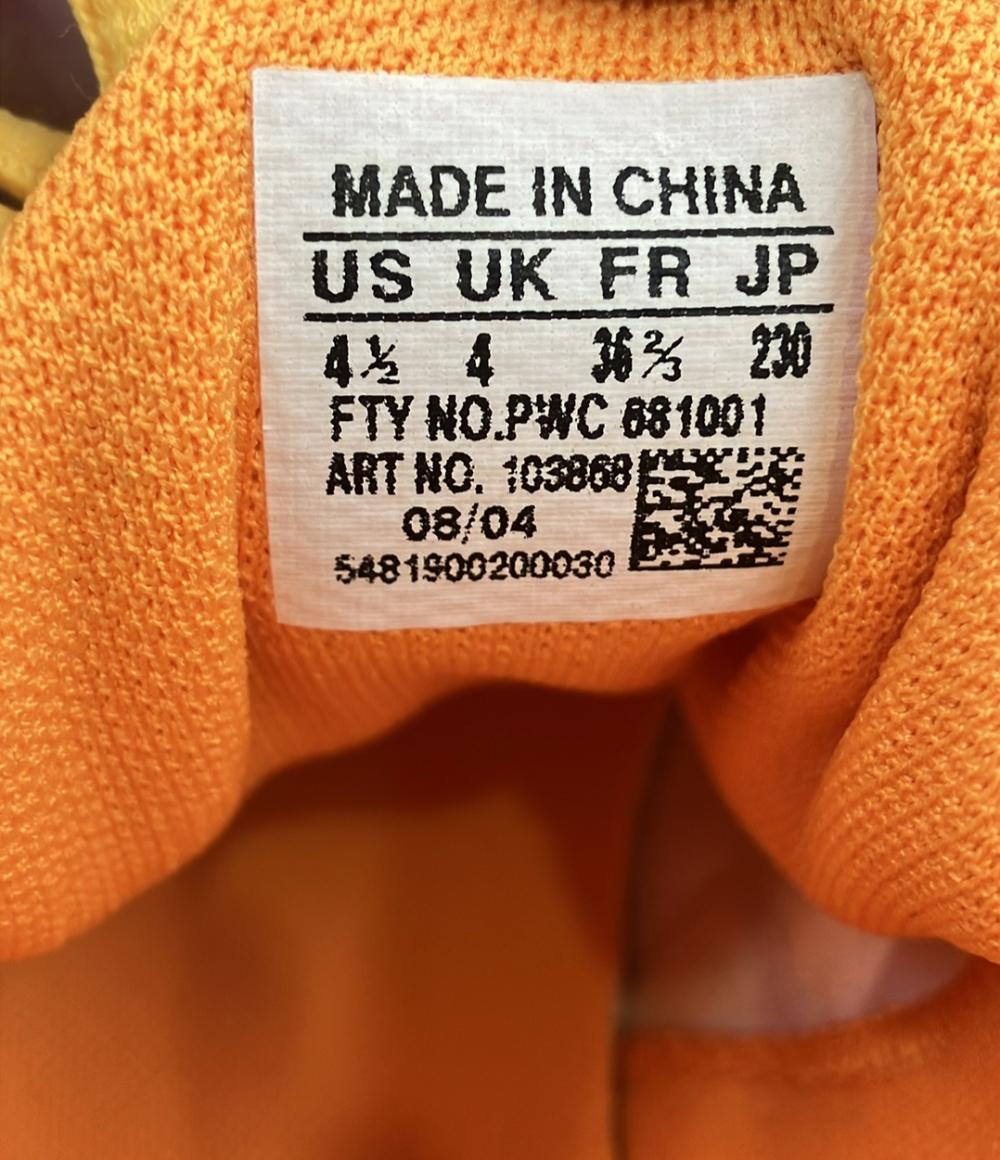 MADE IN CHINA
US UK FR JP
4½ 4 36⅔ 230
FTY NO.PWC 681001
ART NO. 103868
08/04
5481900200030